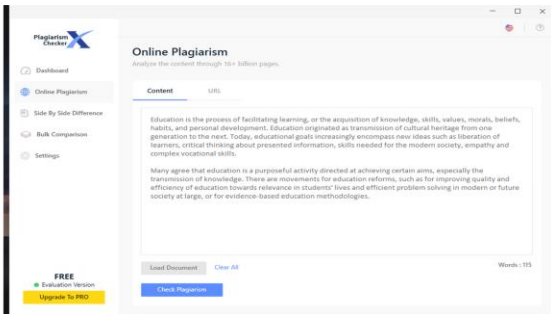 Plagiarism
Checker X
Dashboard
Online Plagiarism
Side By Side Difference
Bulk Comparison
Settings
FREE
Evaluation Version
Upgrade To PRO
Online Plagiarism
Analyze the content through 16+ billion pages.
Content
URL
Education is the process of facilitating learning, or the acquisition of knowledge, skills, values, morals, beliefs,
habits, and personal development. Education originated as transmission of cultural heritage from one
generation to the next. Today, educational goals increasingly encompass new ideas such as liberation of
learners, critical thinking about presented information, skills needed for the modern society, empathy and
complex vocational skills.
Many agree that education is a purposeful activity directed at achieving certain aims, especially the
transmission of knowledge. There are movements for education reforms, such as for improving quality and
efficiency of education towards relevance in students' lives and efficient problem solving in modern or future
society at large, or for evidence-based education methodologies.
Load Document
Clear All
Words : 115
Check Plagiarism